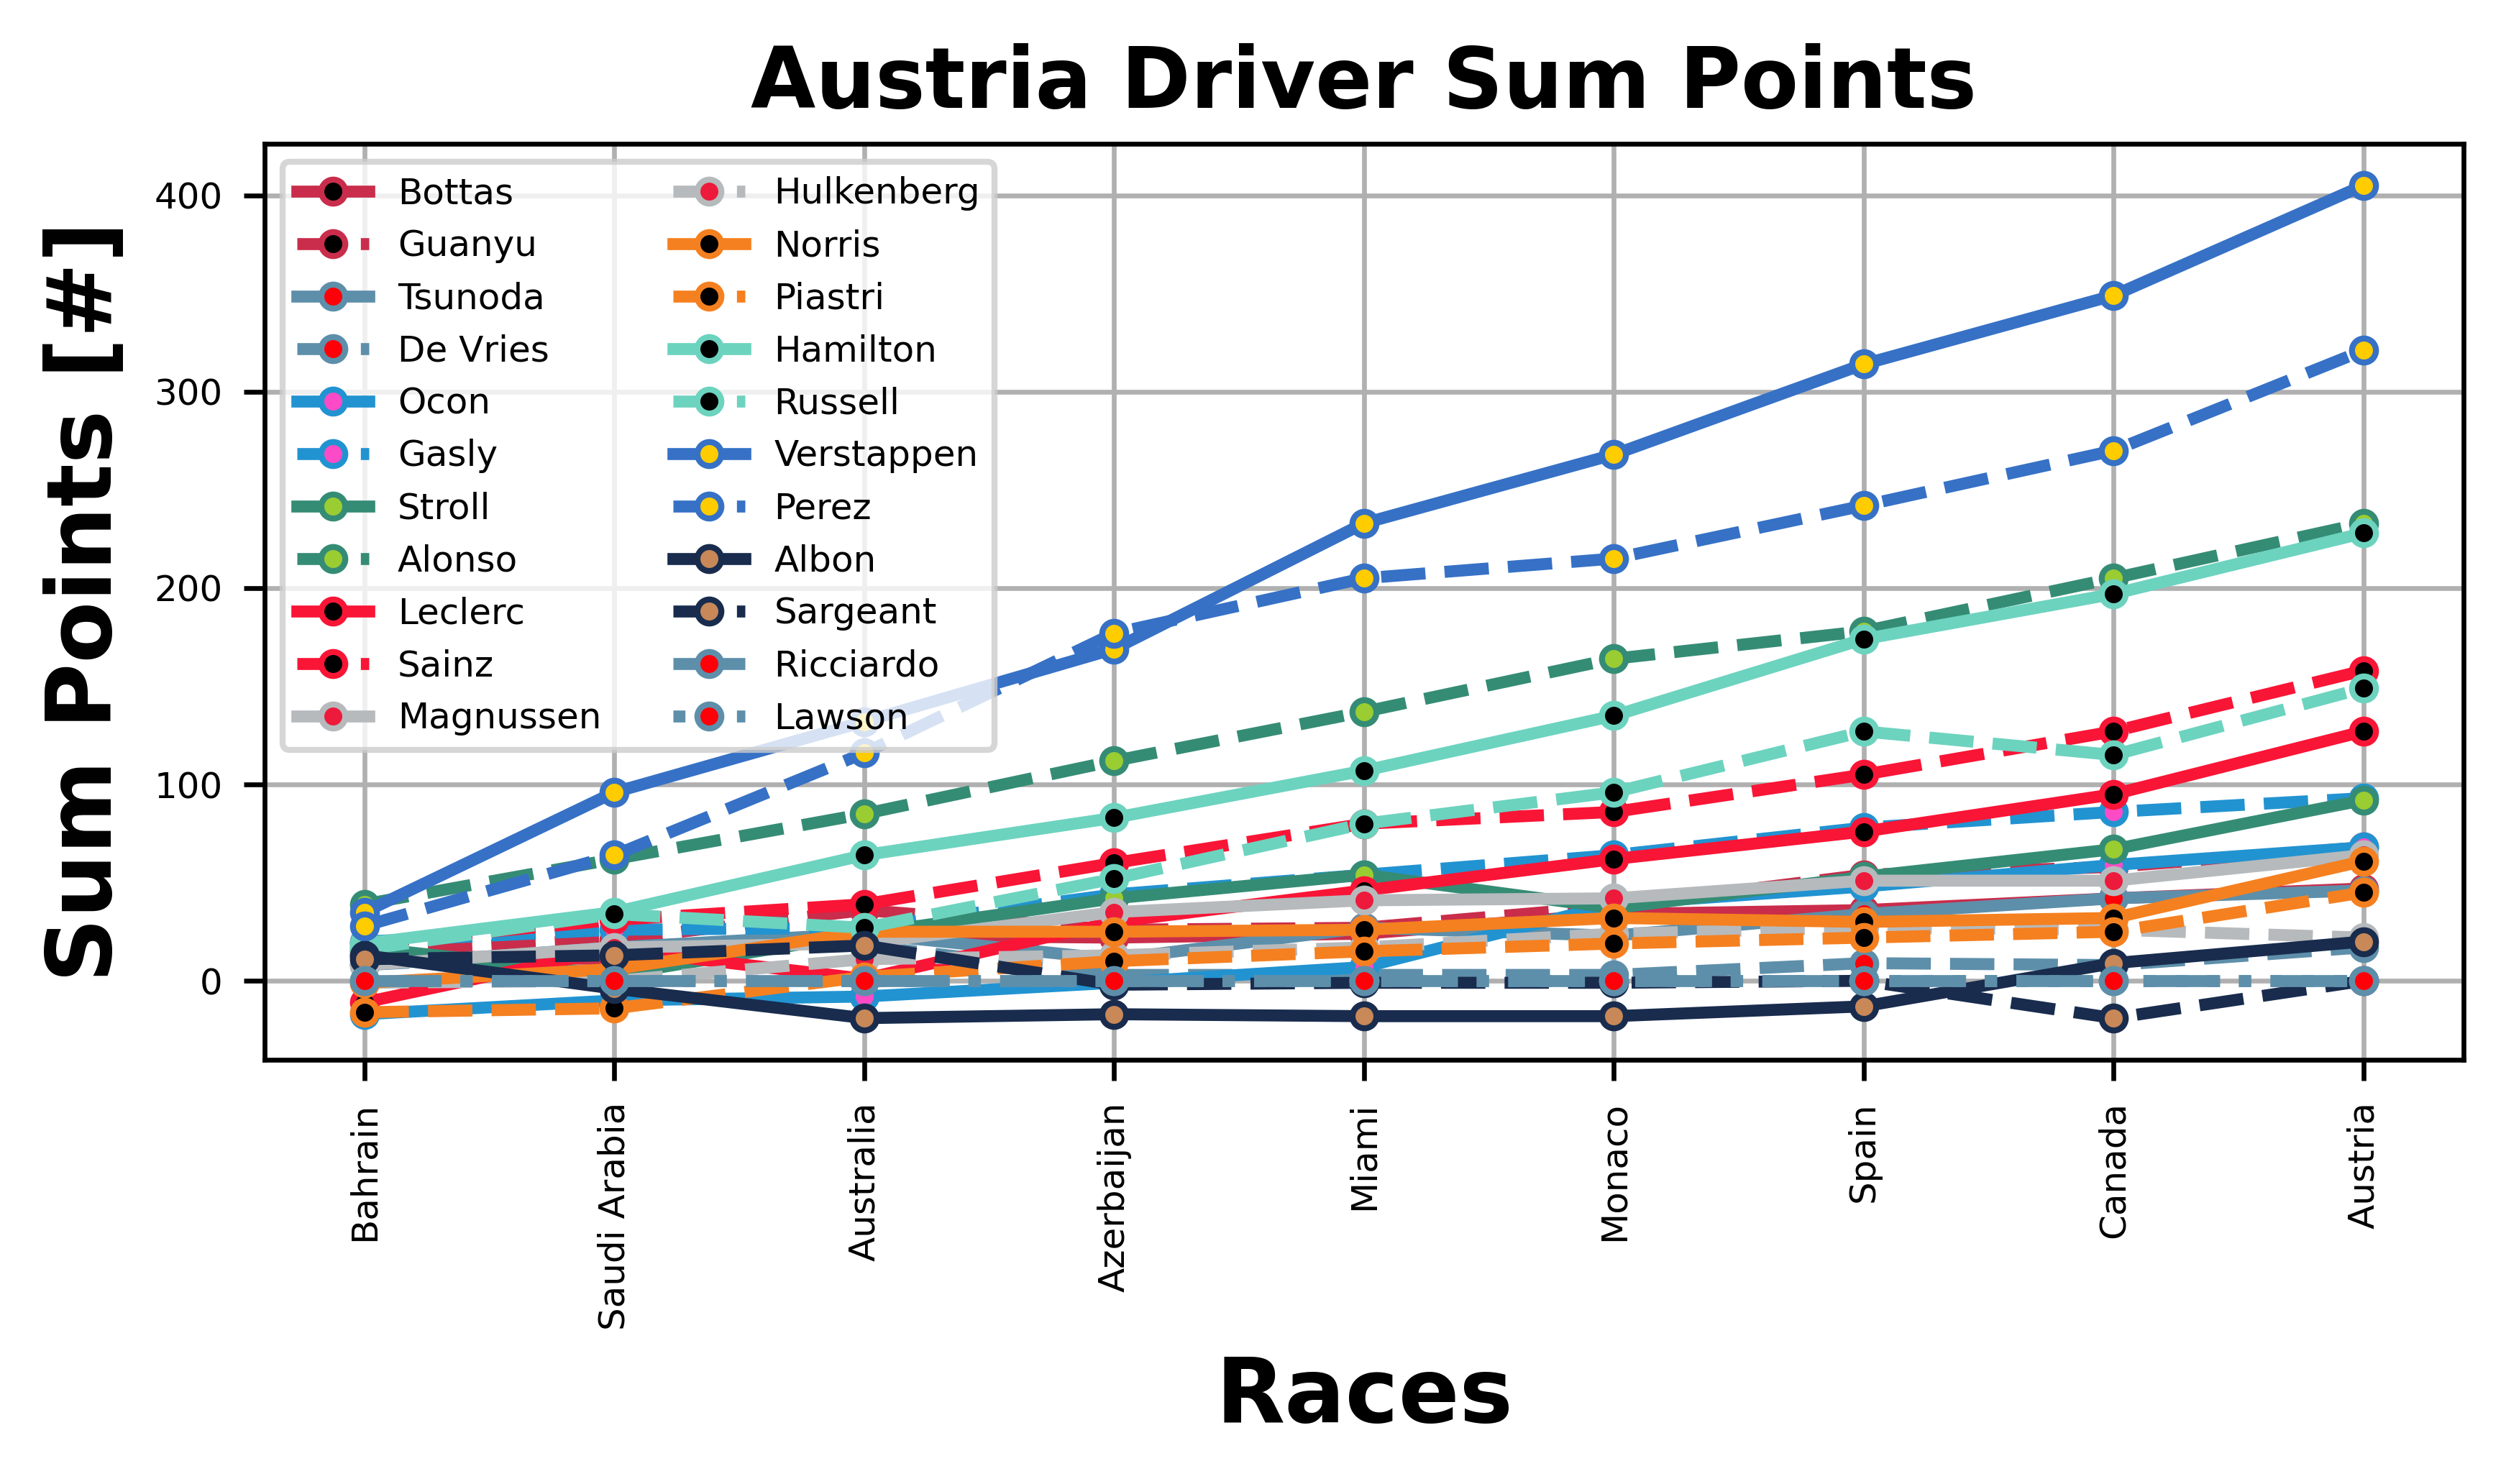 Austria Driver Sum Points
Sum Points [#]
400
300
200
100
0
Bottas
Guanyu
Tsunoda
De Vries
Ocon
Gasly
Stroll
Alonso
Leclerc
Sainz
Magnussen
Hulkenberg
Norris
Piastri
Hamilton
Russell
Verstappen
Perez
Albon
Sargeant
Ricciardo
Lawson
Bahrain
Saudi Arabia
Australia
Azerbaijan
Miami
Monaco
Spain
Canada
Austria
Races